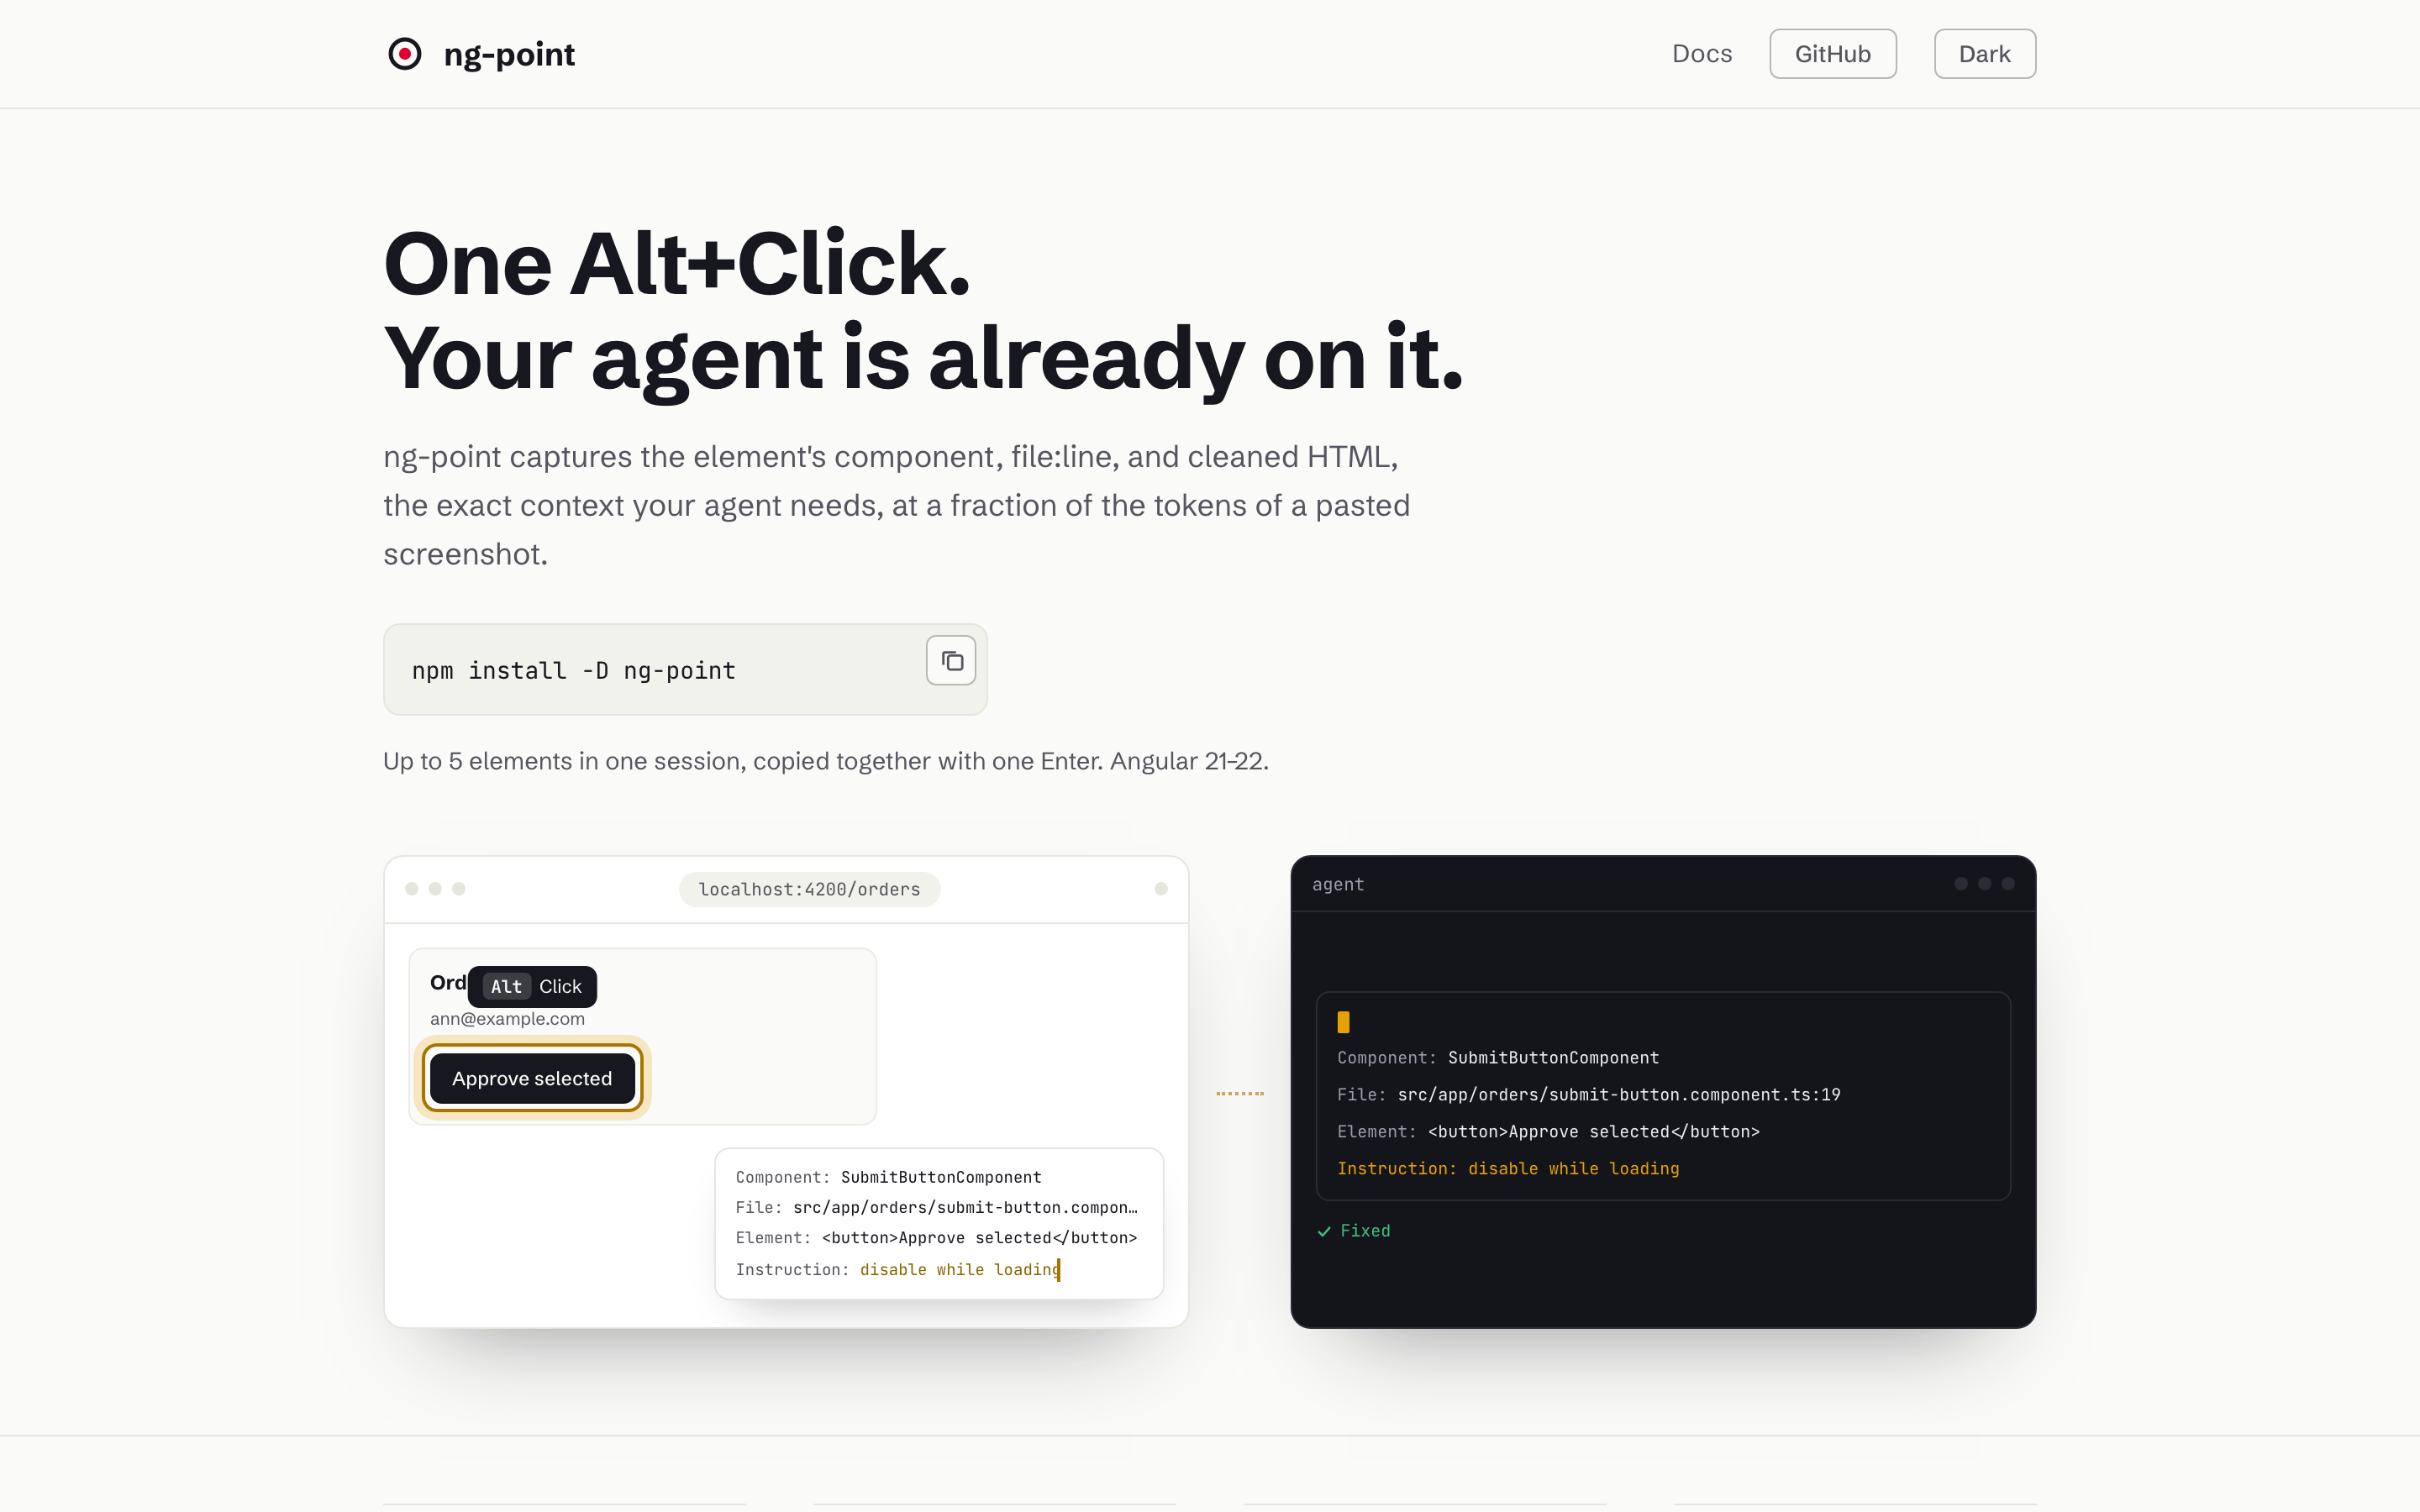 ng-point
Docs
GitHub
Dark
One Alt+Click.
Your agent is already on it.
ng-point captures the element's component, file:line, and cleaned HTML,
the exact context your agent needs, at a fraction of the tokens of a pasted
screenshot.
npm install -D ng-point
Up to 5 elements in one session, copied together with one Enter. Angular 21–22.
localhost:4200/orders
Ord
Alt Click
ann@example.com
Approve selected
Component: SubmitButtonComponent
File: src/app/orders/submit-button.compon…
Element: <button>Approve selected</button>
Instruction: disable while loading
agent
Component: SubmitButtonComponent
File: src/app/orders/submit-button.component.ts:19
Element: <button>Approve selected</button>
Instruction: disable while loading
✓ Fixed